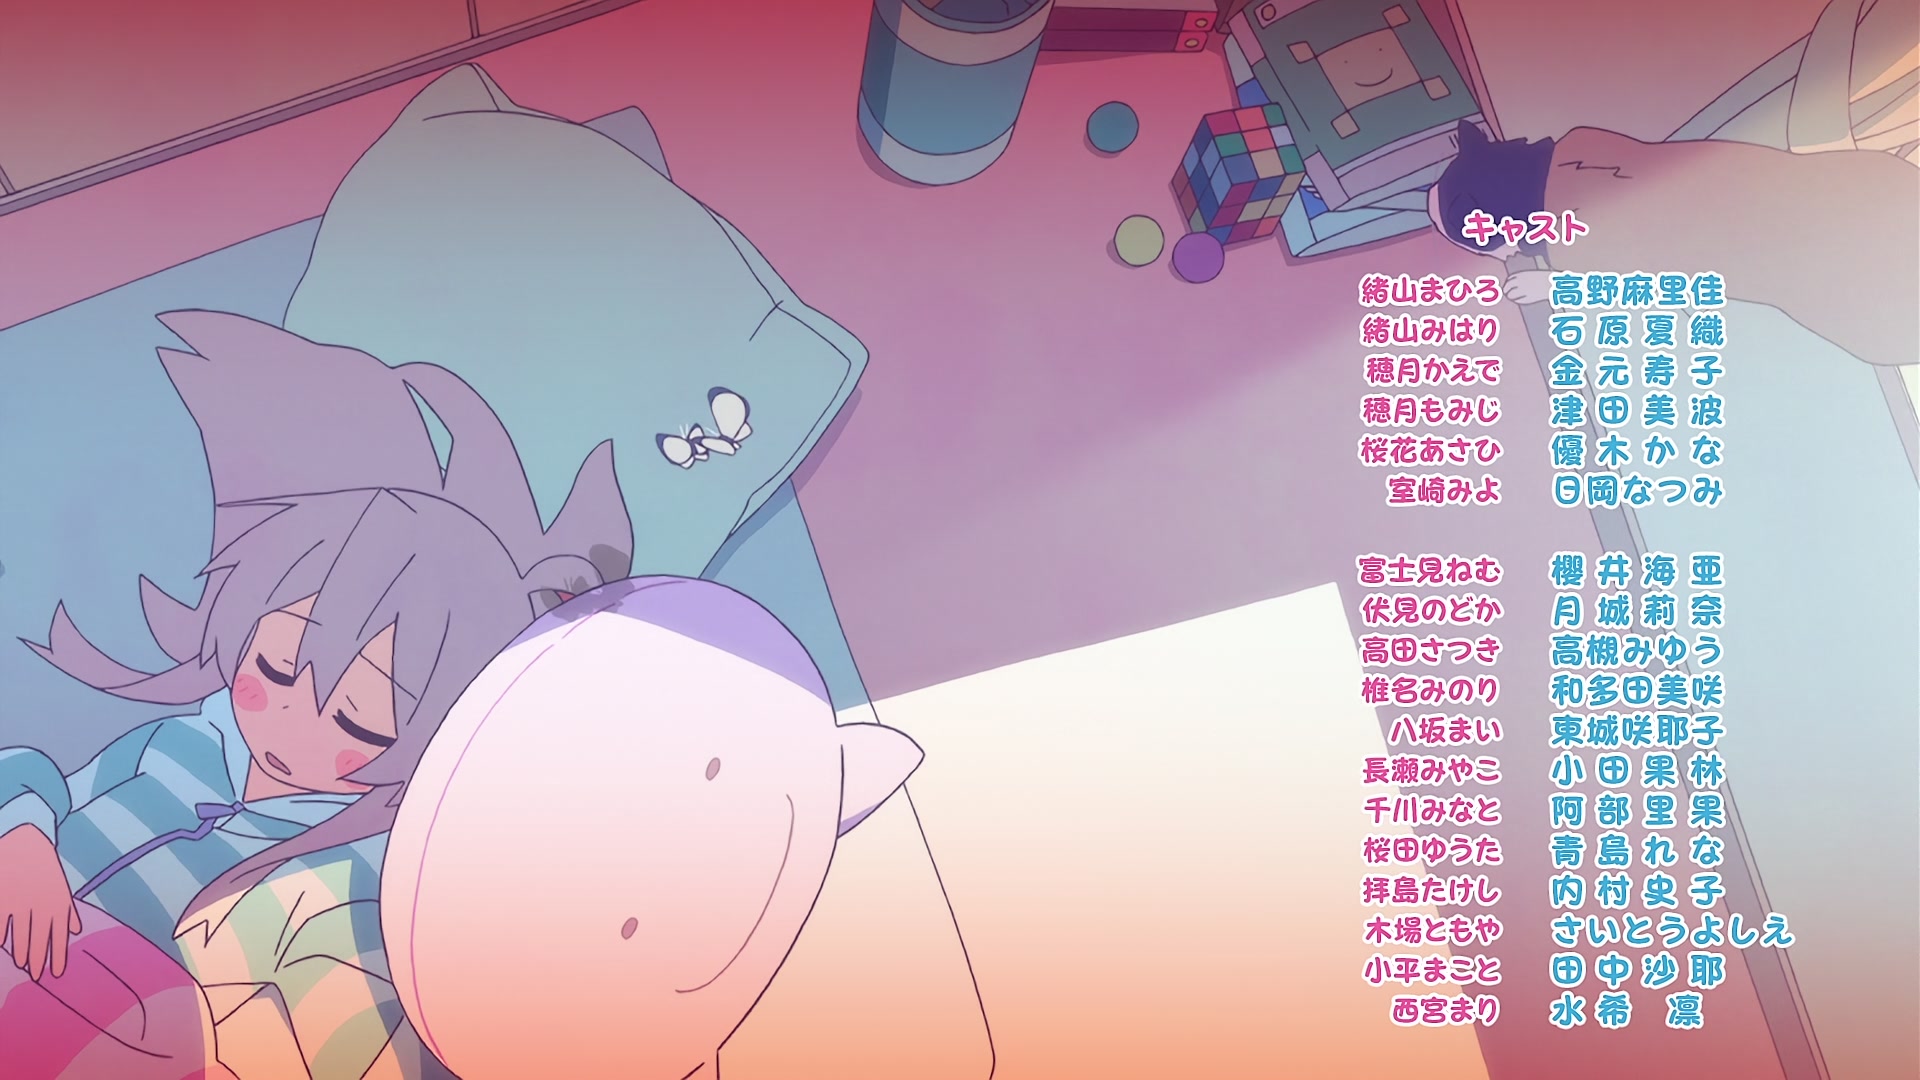 キャスト
緒山まひろ 高野麻里佳
緒山みはり 石原夏織
穂月かえで 金元寿子
穂月もみじ 津田美波
桜花あさひ 優木かな
室崎みよ 日岡なつみ
富士見ねむ 櫻井海亜
伏見のどか 月城莉奈
高田さつき 高槻みゆう
椎名みのり 和多田美咲
八坂まい 東城咲耶子
長瀬みやこ 小田果林
千川みなと 阿部里果
桜田ゆうた 青島れな
拝島たけし 内村史子
木場ともや さいとうよしえ
小平まこと 田中沙耶
西宮まり 水希凛